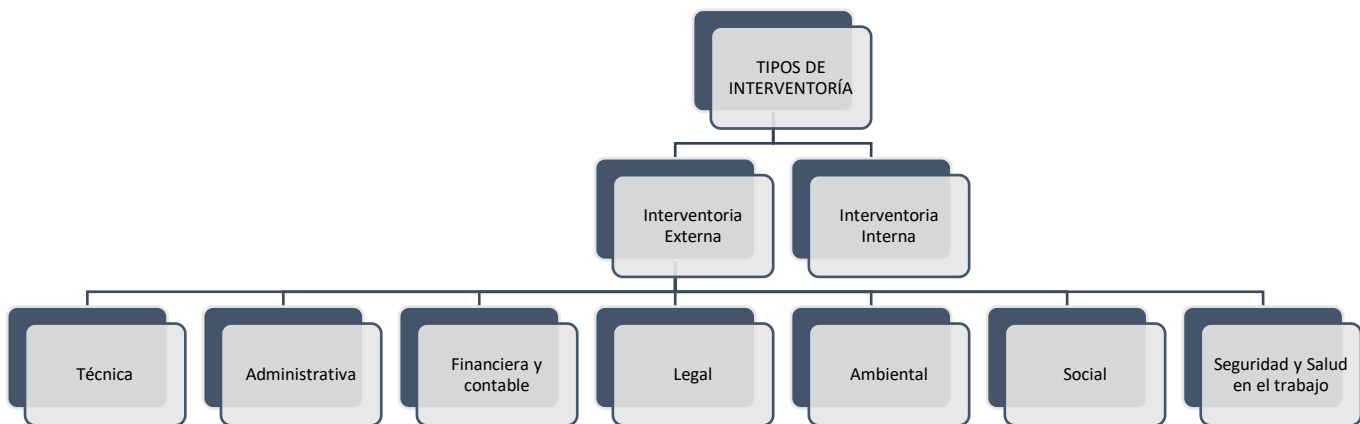 TIPOS DE
INTERVENTORÍA
Interventoria
Externa
Interventoria
Interna
Técnica
Administrativa
Financiera y
contable
Legal
Ambiental
Social
Seguridad y Salud
en el trabajo